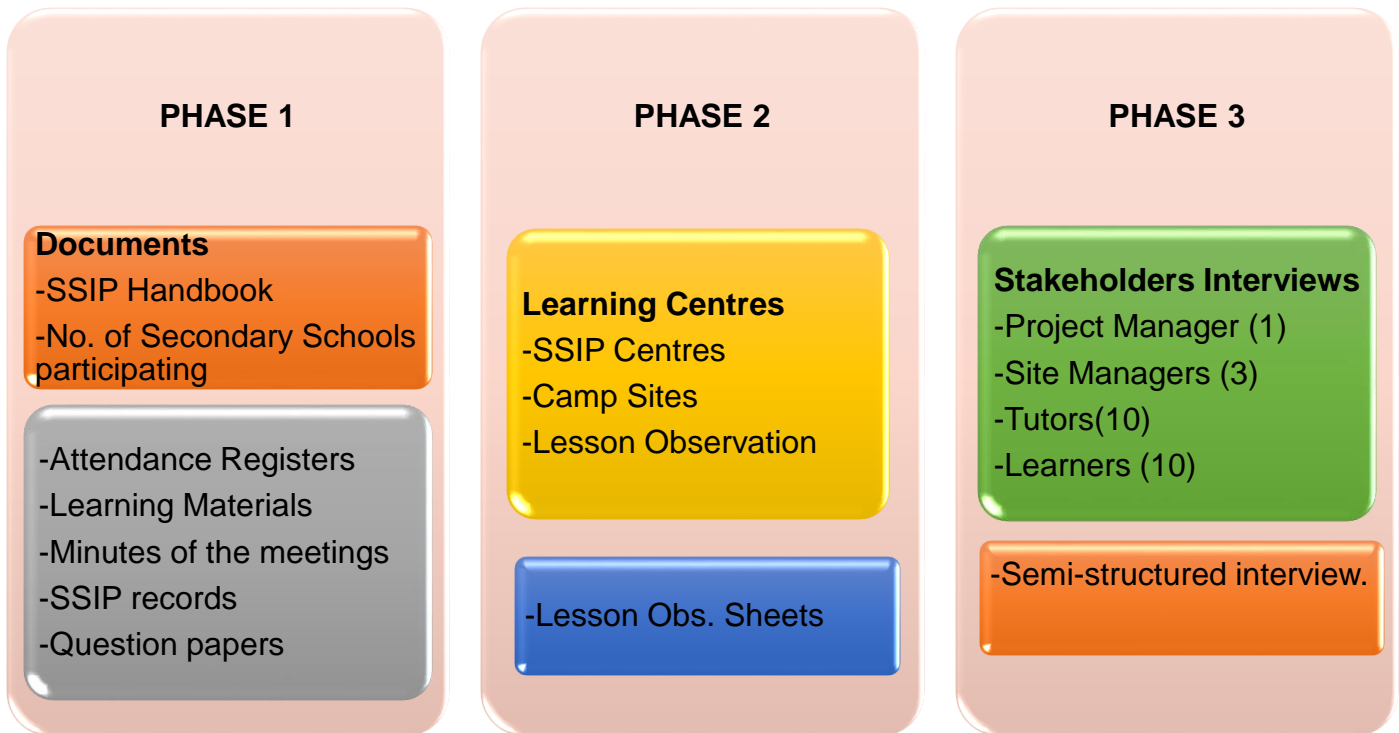 PHASE 1
Documents
-SSIP Handbook
-No. of Secondary Schools
participating
-Attendance Registers
-Learning Materials
-Minutes of the meetings
-SSIP records
-Question papers
PHASE 2
Learning Centres
-SSIP Centres
-Camp Sites
-Lesson Observation
-Lesson Obs. Sheets
PHASE 3
Stakeholders Interviews
-Project Manager (1)
-Site Managers (3)
-Tutors(10)
-Learners (10)
-Semi-structured interview.